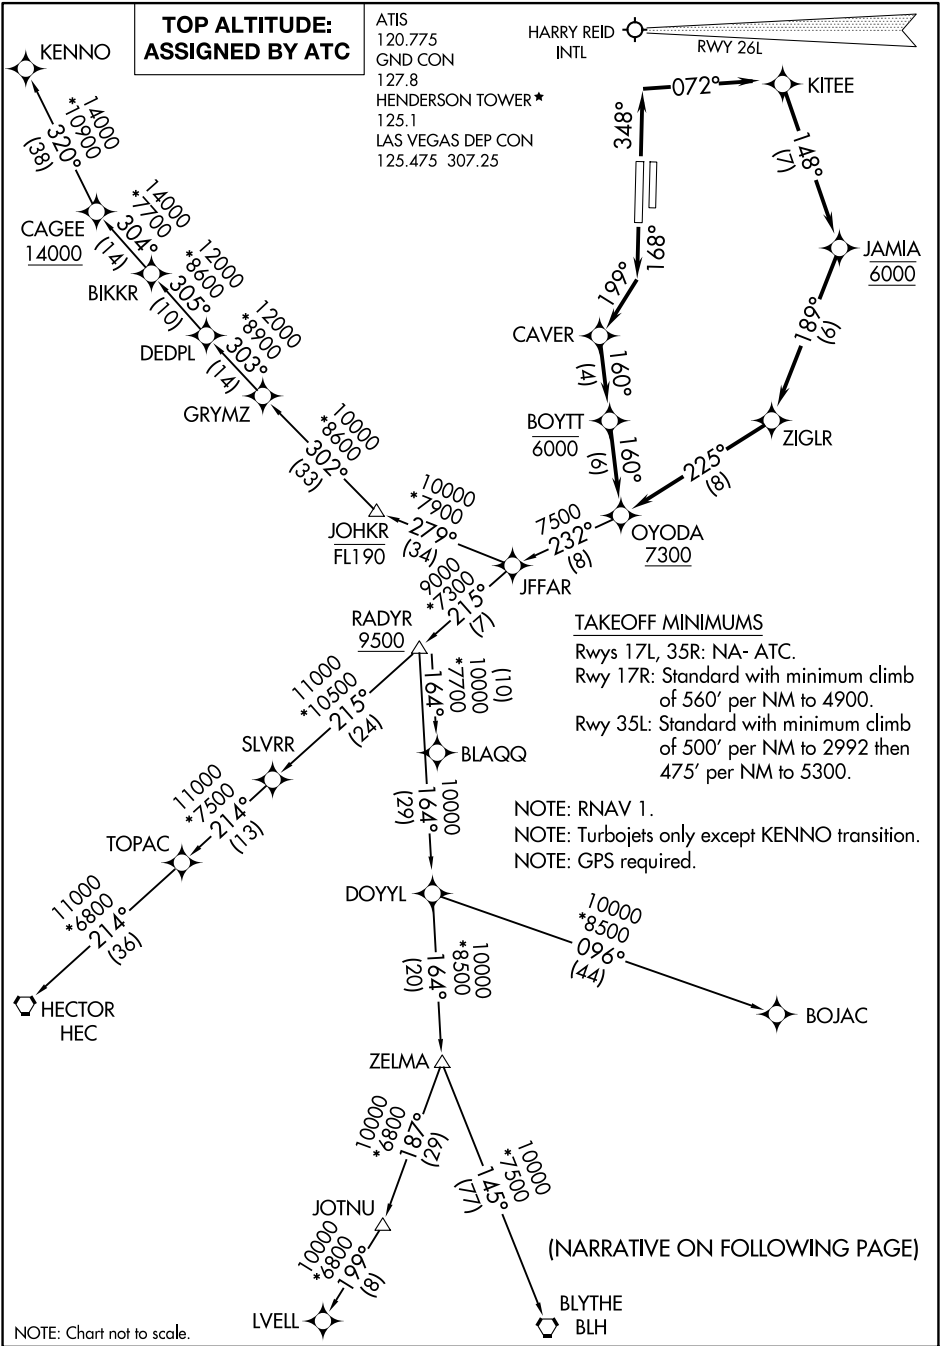 TOP ALTITUDE:
ASSIGNED BY ATC
ATIS
120.775
GND CON
127.8
HENDERSON TOWER★
125.1
LAS VEGAS DEP CON
125.475 307.25
HARRY REID
INTL
RWY 26L
KENNO
14000
*10900
320°
(38)
CAGEE
14000
14000
*7700
304°
(14)
BIKKR
12000
*8600
305°
(10)
DEDPL
12000
*8900
303°
(14)
GRYMZ
10000
*8600
302°
(33)
JOHKR
FL190
10000
*7900
279°
(34)
JFFAR
348°
072°
KITEE
148°
(7)
JAMIA
6000
189°
(6)
ZIGLR
225°
(8)
168°
199°
CAVER
160°
(4)
BOYTT
6000
160°
(6)
OYODA
7300
7500
232°
(8)
9000
*7300
215°
(7)
RADYR
9500
TAKEOFF MINIMUMS
Rwys 17L, 35R: NA- ATC.
Rwy 17R: Standard with minimum climb
of 560′ per NM to 4900.
Rwy 35L: Standard with minimum climb
of 500′ per NM to 2992 then
475′ per NM to 5300.
(10)
10000
*7700
164°
BLAQQ
11000
*10500
215°
(24)
SLVRR
11000
*7500
214°
(13)
TOPAC
11000
*6800
214°
(36)
HECTOR
HEC
10000
164°
(29)
NOTE: RNAV 1.
NOTE: Turbojets only except KENNO transition.
NOTE: GPS required.
DOYYL
10000
*8500
096°
(44)
BOJAC
10000
*8500
164°
(20)
ZELMA
10000
*6800
187°
(29)
JOTNU
10000
*6800
199°
(8)
LVELL
10000
*7500
145°
(77)
BLYTHE
BLH
(NARRATIVE ON FOLLOWING PAGE)
NOTE: Chart not to scale.